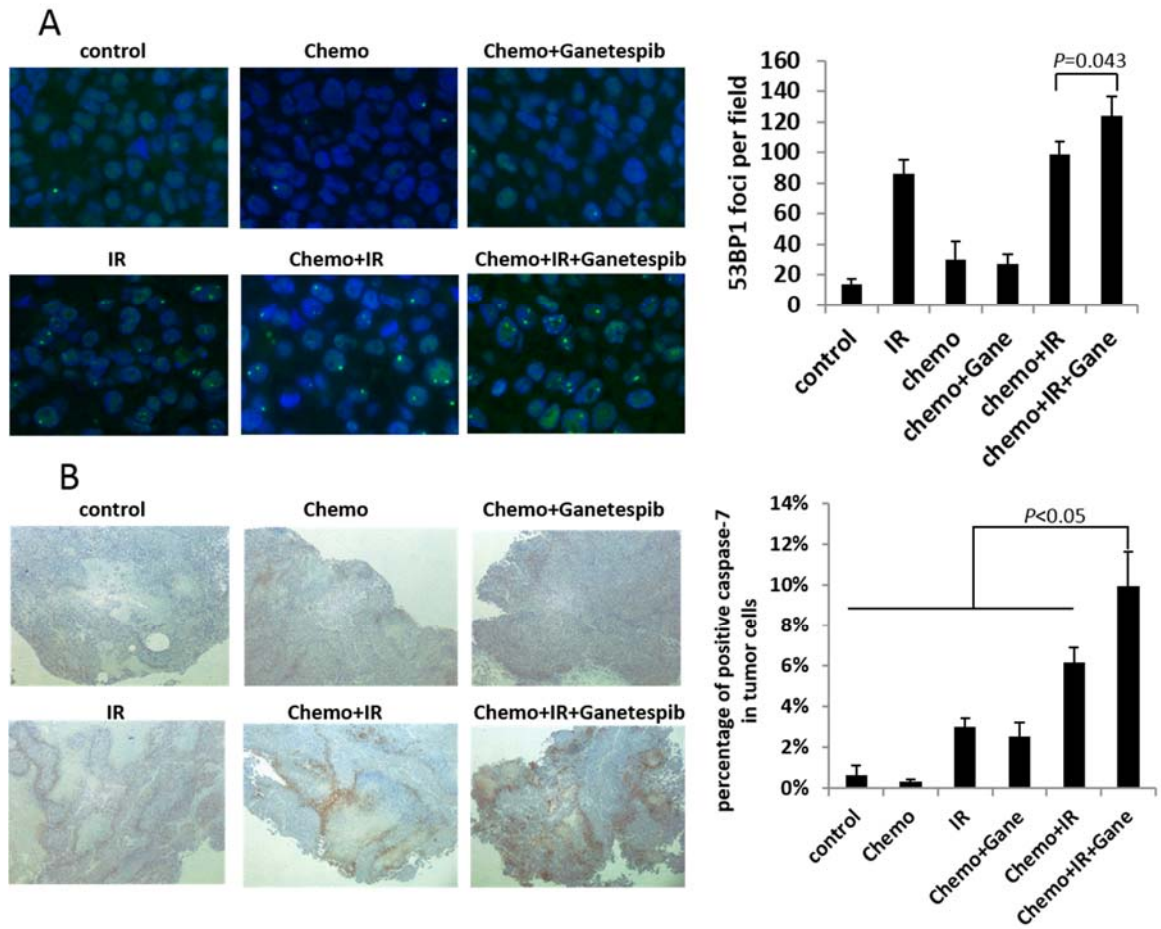 A
control
Chemo
Chemo+Ganetespib
IR
Chemo+IR
Chemo+IR+Ganetespib
53BP1 foci per field
160
140
120
100
80
60
40
20
0
P=0.043
control
IR
chemo
chemo+Gane
chemo+IR
chemo+IR+Gane
B
control
Chemo
Chemo+Ganetespib
IR
Chemo+IR
Chemo+IR+Ganetespib
percentage of positive caspase-7
in tumor cells
14%
12%
10%
8%
6%
4%
2%
0%
P<0.05
control
Chemo
IR
Chemo+Gane
Chemo+IR
Chemo+IR+Gane